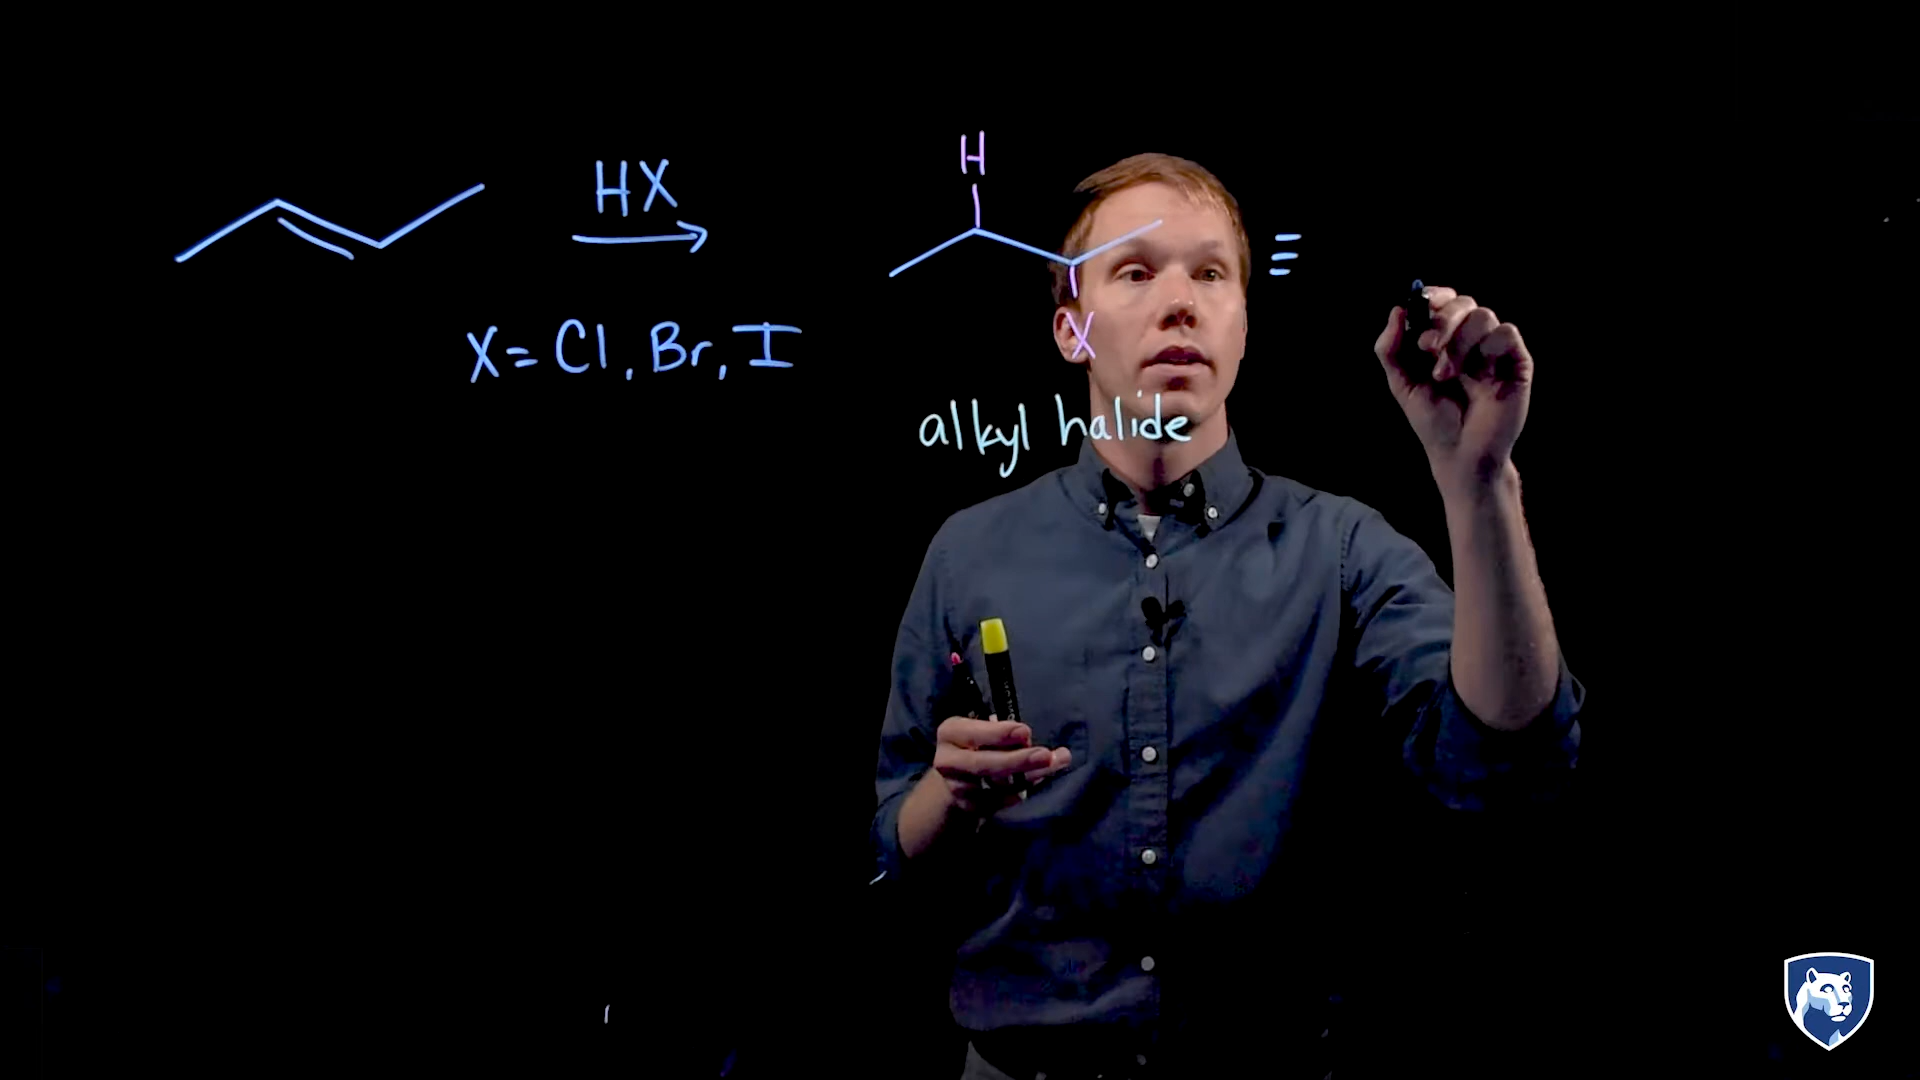 HX
H
X
X= Cl, Br, I
alkyl halide